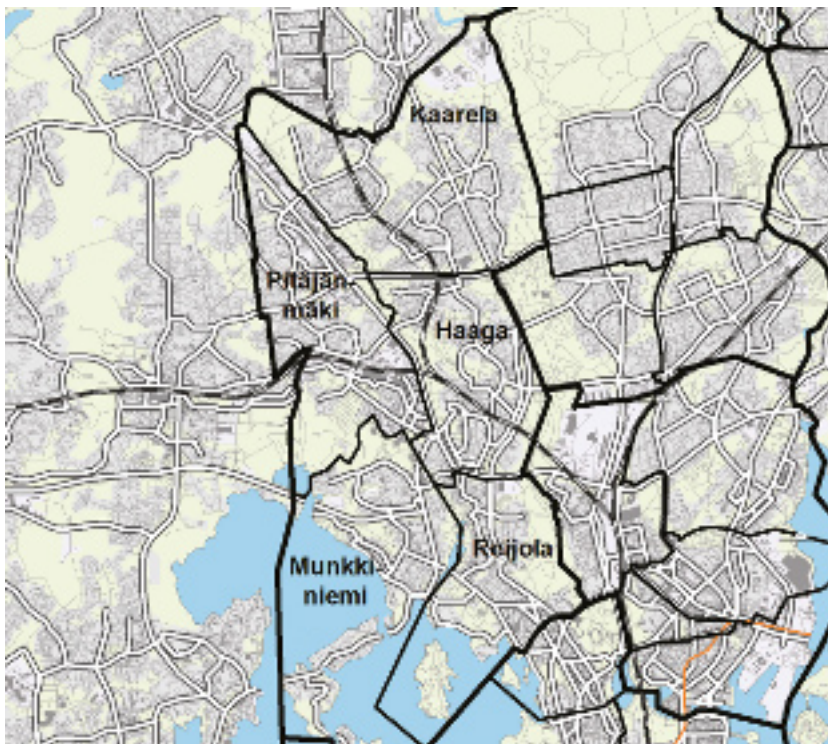 Kaarela
Pitäjän-
mäki
Haaga
Reijola
Munkki-
niemi